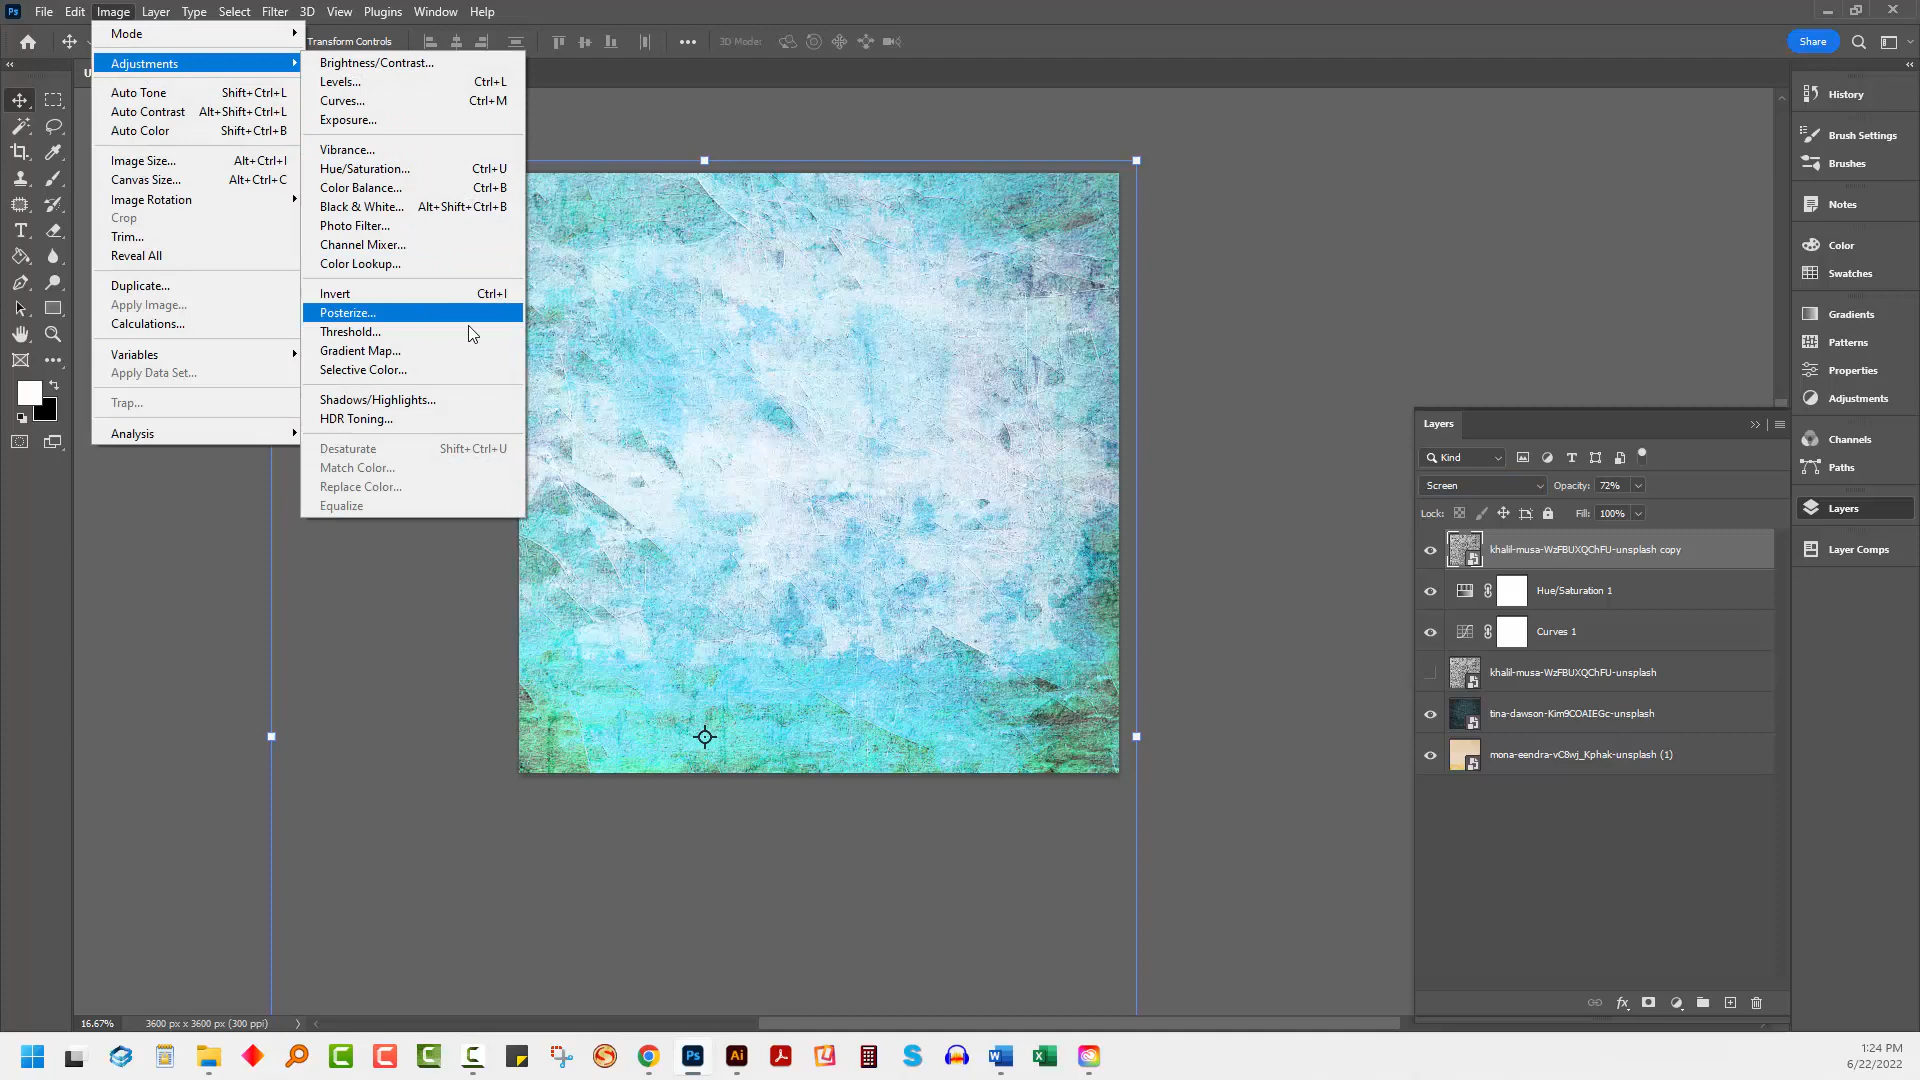 Ps File Edit Image Layer Type Select Filter 3D View Plugins Window Help
Transform Controls
3D Mode:
Share
Mode
Adjustments
Auto Tone Shift+Ctrl+L
Auto Contrast Alt+Shift+Ctrl+L
Auto Color Shift+Ctrl+B
Image Size... Alt+Ctrl+I
Canvas Size... Alt+Ctrl+C
Image Rotation
Crop
Trim...
Reveal All
Duplicate...
Apply Image...
Calculations...
Variables
Apply Data Set...
Trap...
Analysis
Brightness/Contrast...
Levels... Ctrl+L
Curves... Ctrl+M
Exposure...
Vibrance...
Hue/Saturation... Ctrl+U
Color Balance... Ctrl+B
Black & White... Alt+Shift+Ctrl+B
Photo Filter...
Channel Mixer...
Color Lookup...
Invert Ctrl+I
Posterize...
Threshold...
Gradient Map...
Selective Color...
Shadows/Highlights...
HDR Toning...
Desaturate Shift+Ctrl+U
Match Color...
Replace Color...
Equalize
History
Brush Settings
Brushes
Notes
Color
Swatches
Gradients
Patterns
Properties
Adjustments
Channels
Paths
Layers
Layer Comps
Layers
Kind
Screen Opacity: 72%
Lock: Fill: 100%
khalil-musa-WzFBUXQChFU-unsplash copy
Hue/Saturation 1
Curves 1
khalil-musa-WzFBUXQChFU-unsplash
tina-dawson-Kim9COAIEGc-unsplash
mona-eendra-vC8wj_Kphak-unsplash (1)
fx
16.67% 3600 px x 3600 px (300 ppi)
Ps Ai
1:24 PM
6/22/2022